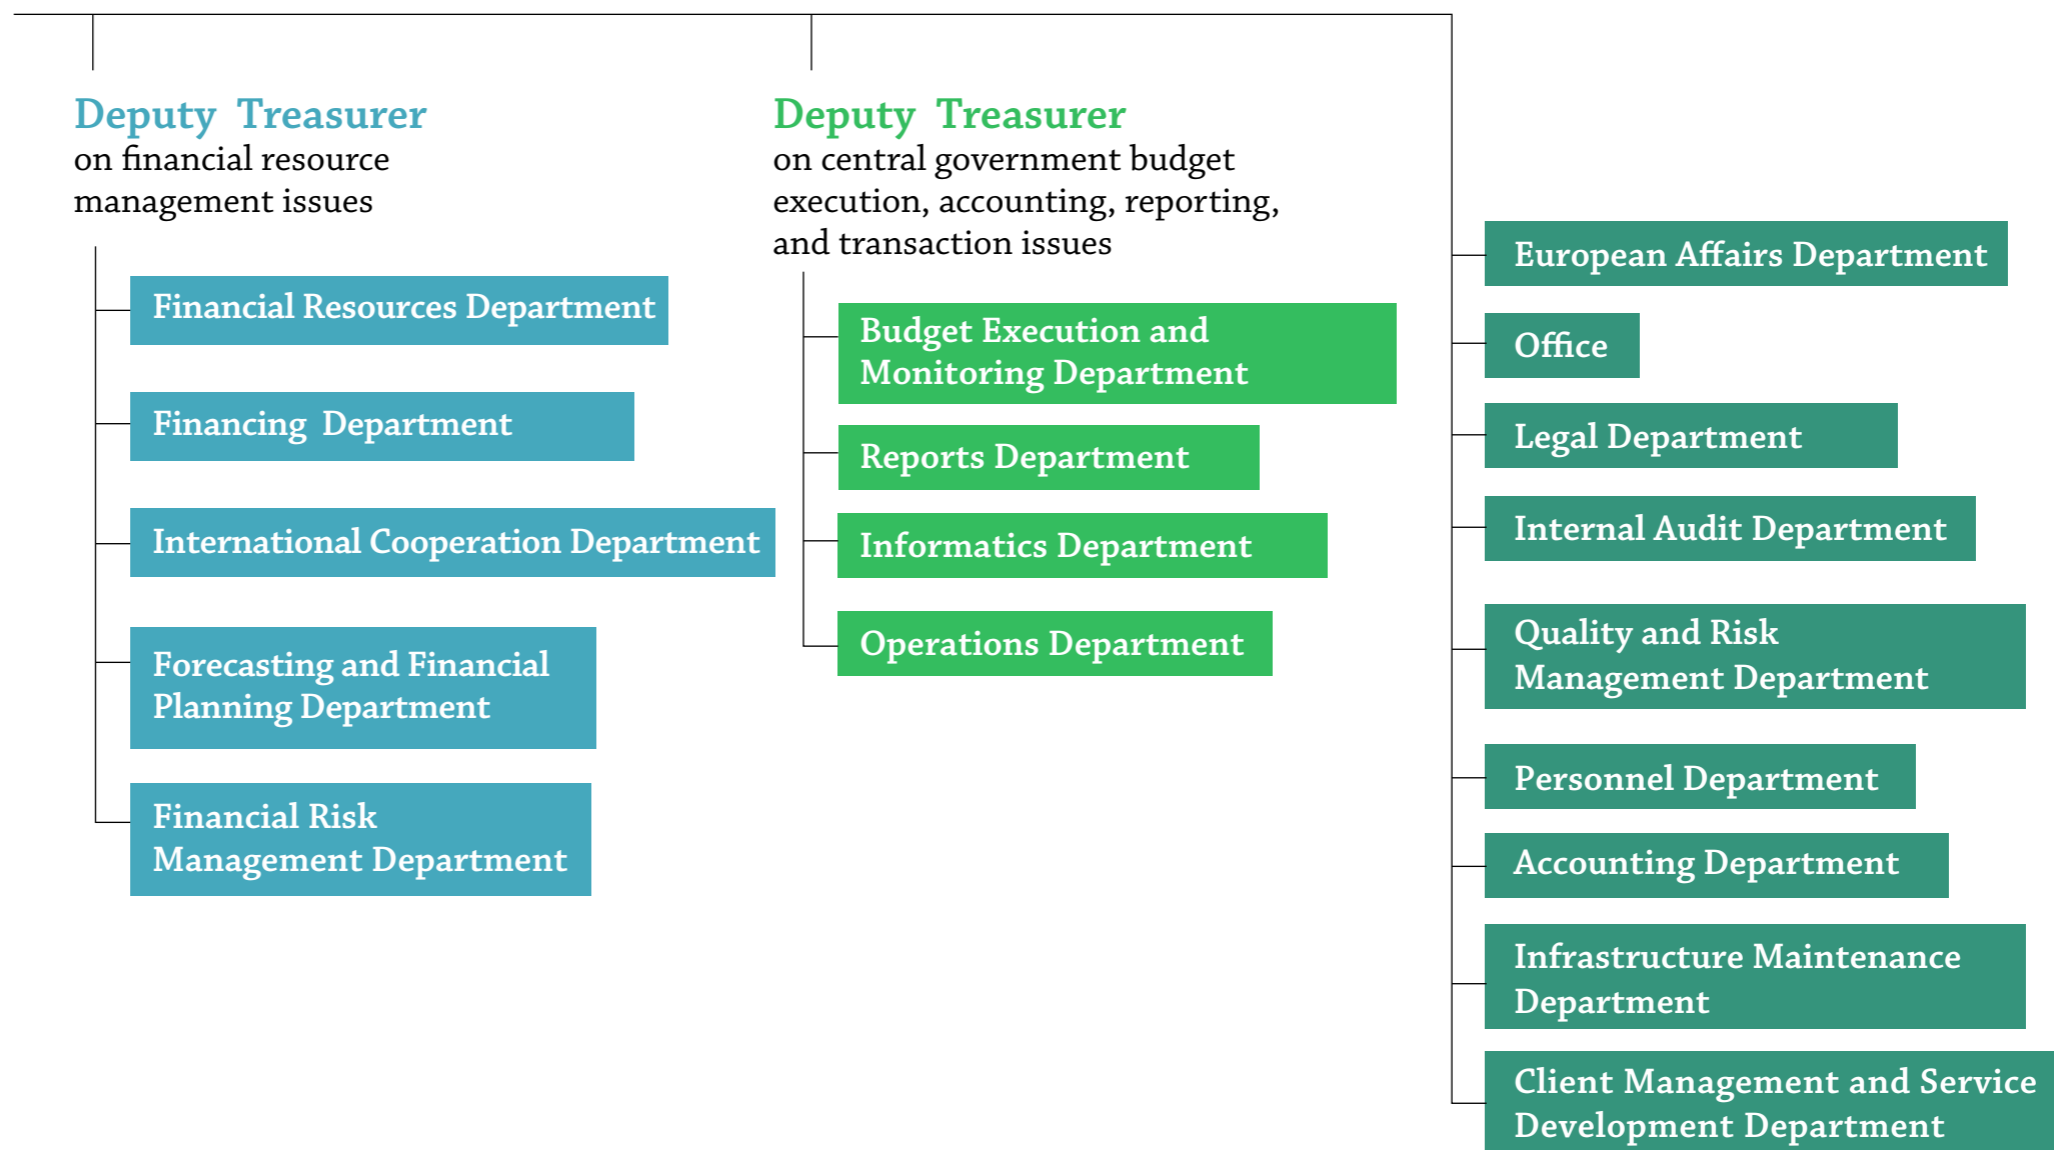 Deputy Treasurer
on financial resource
management issues
Financial Resources Department
Financing Department
International Cooperation Department
Forecasting and Financial
Planning Department
Financial Risk
Management Department
Deputy Treasurer
on central government budget
execution, accounting, reporting,
and transaction issues
Budget Execution and
Monitoring Department
Reports Department
Informatics Department
Operations Department
European Affairs Department
Office
Legal Department
Internal Audit Department
Quality and Risk
Management Department
Personnel Department
Accounting Department
Infrastructure Maintenance
Department
Client Management and Service
Development Department